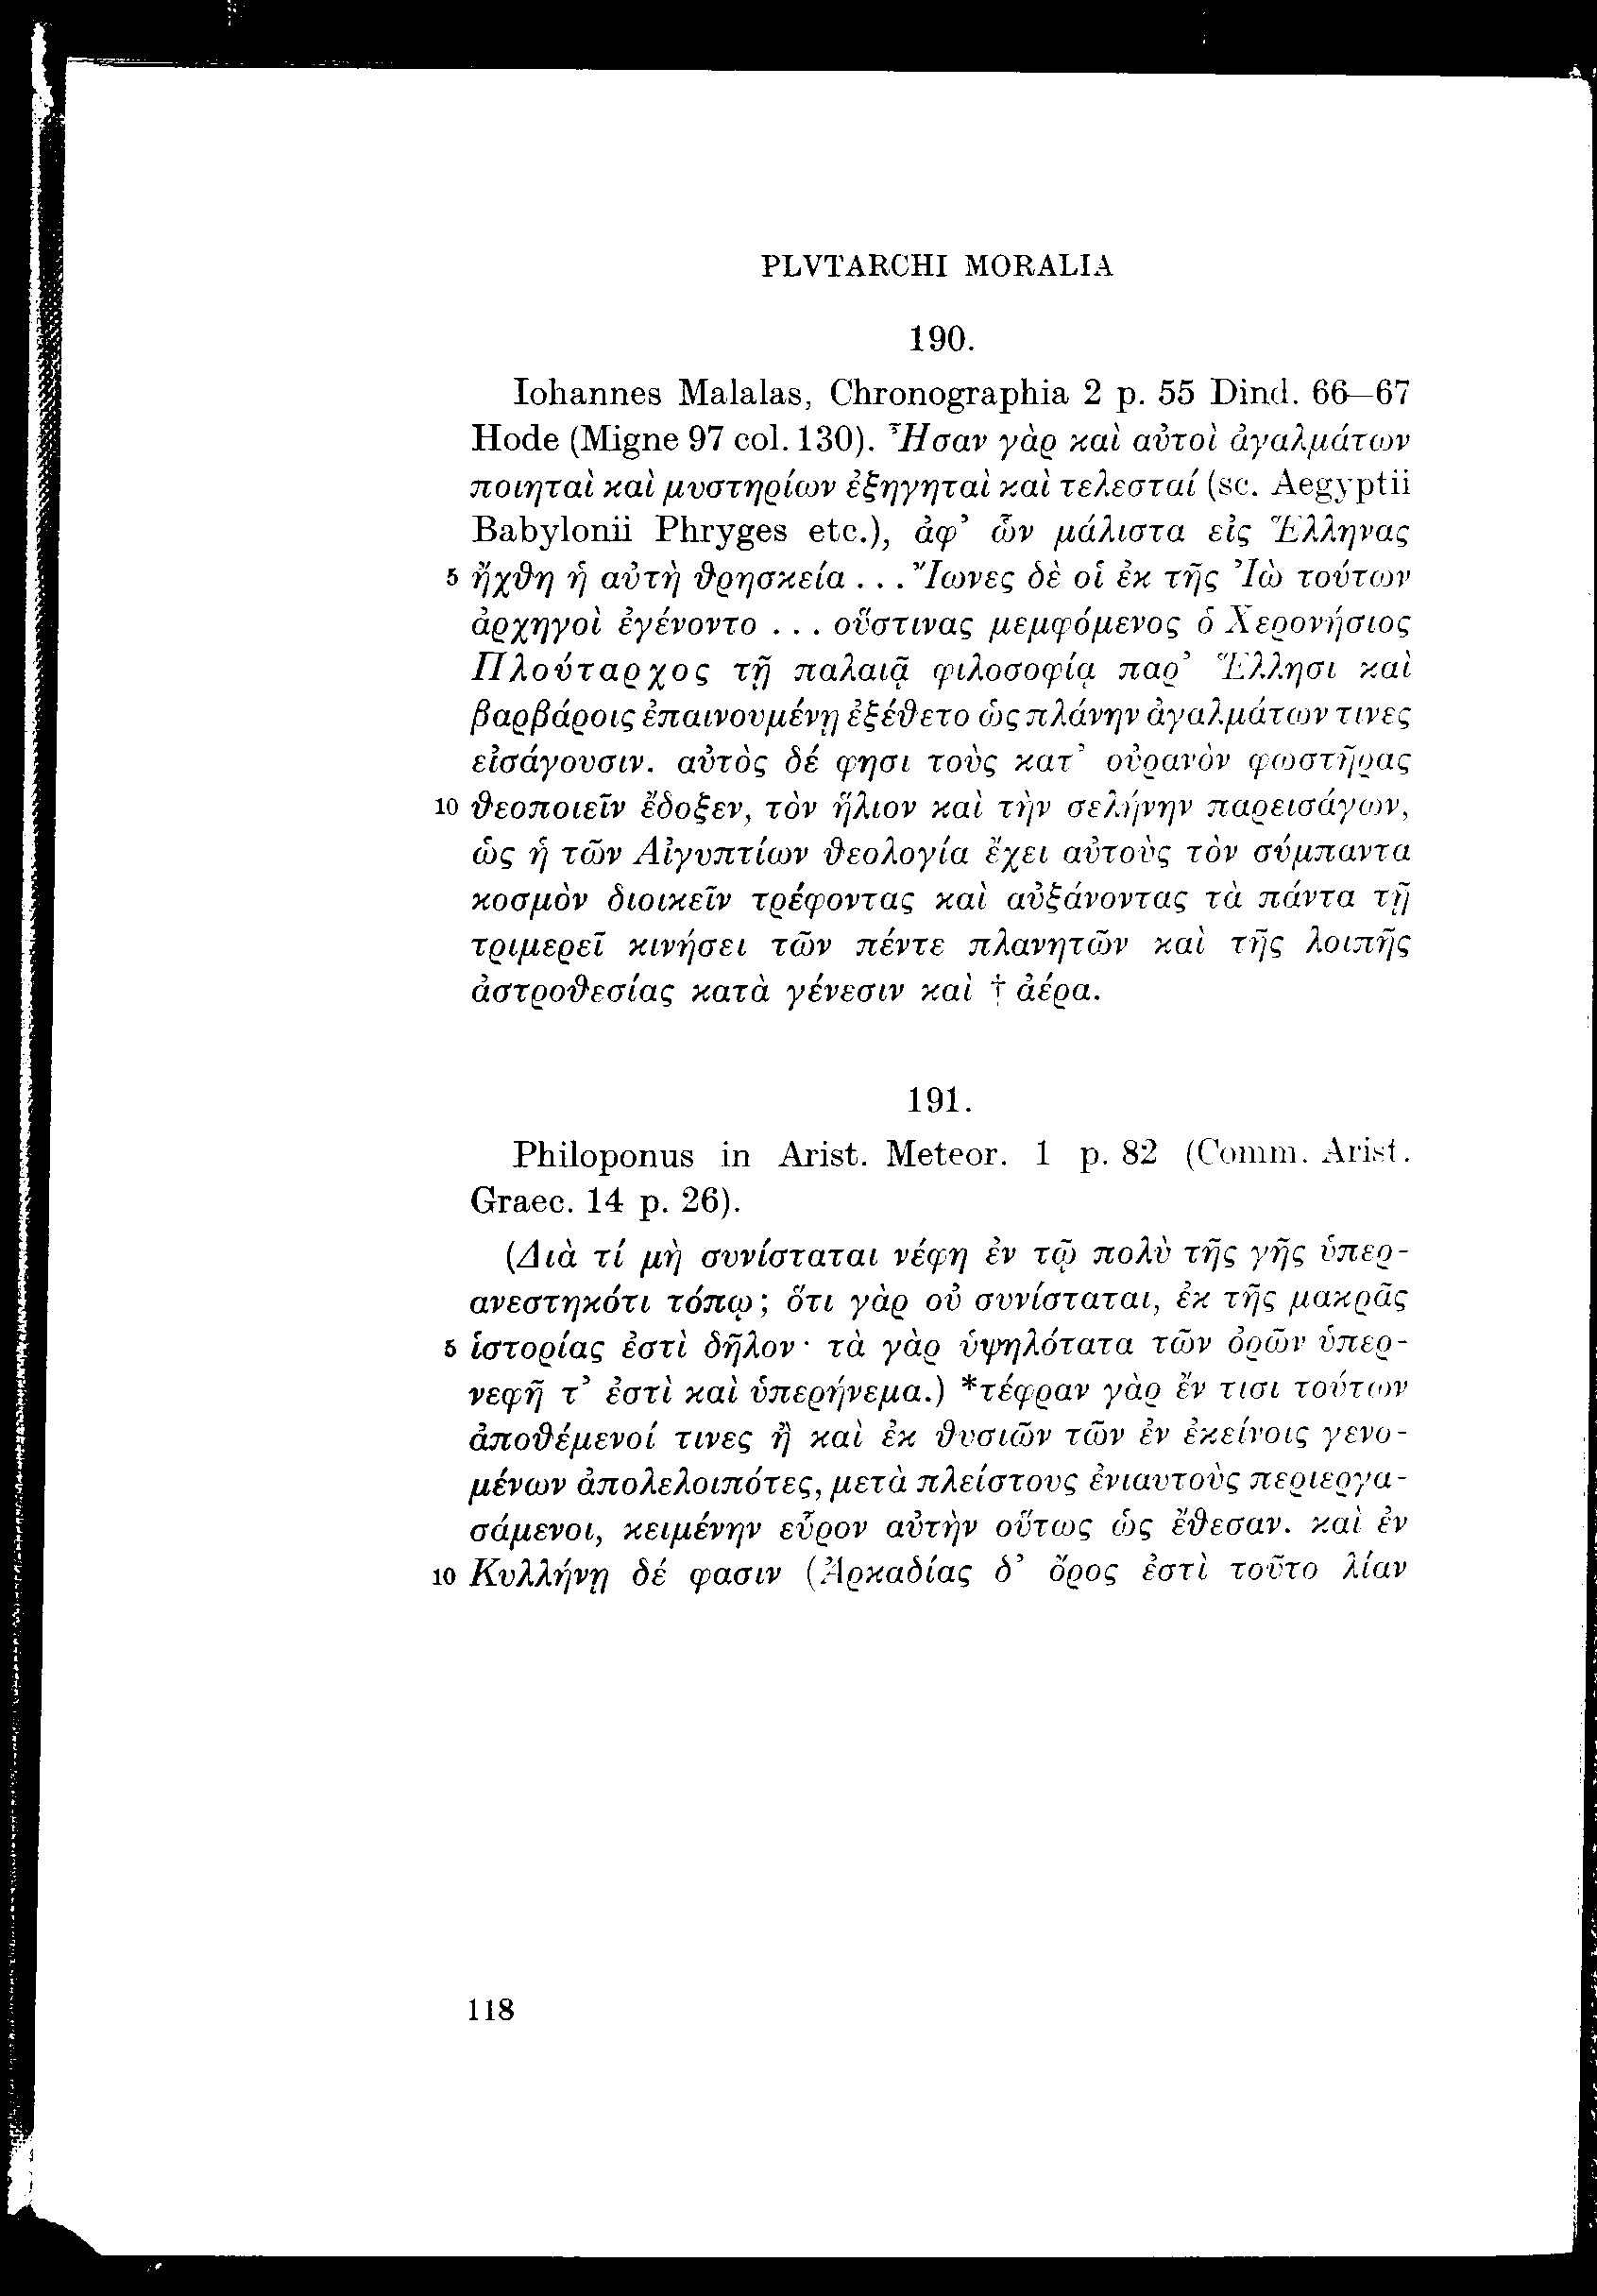 PLVTARCHI MORALIA
190.
Iohannes Malalas, Chronographia 2 p. 55 Dind. 66–67
Hode (Migne 97 col. 130). Ἦσαν γὰρ καὶ αὐτοὶ ἀγαλμάτων
ποιηταὶ καὶ μυστηρίων ἐξηγηταὶ καὶ τελεσταί (sc. Aegyptii
Babylonii Phryges etc.), ἀφ’ ὧν μάλιστα εἰς Ἕλληνας
5 ἤχθη ἡ αὐτὴ θρησκεία . . . Ἴωνες δὲ οἱ ἐκ τῆς Ἰὼ τούτων
ἀρχηγοὶ ἐγένοντο . . . οὕστινας μεμφόμενος ὁ Χερονήσιος
Πλούταρχος τῇ παλαιᾷ φιλοσοφίᾳ παρ’ Ἕλλησι καὶ
βαρβάροις ἐπαινουμένῃ ἐξέθετο ὡς πλάνην ἀγαλμάτων τινες
εἰσάγουσιν. αὐτὸς δέ φησι τοὺς κατ’ οὐρανὸν φωστῆρας
10 θεοποιεῖν ἔδοξεν, τὸν ἥλιον καὶ τὴν σελήνην παρεισάγων,
ὡς ἡ τῶν Αἰγυπτίων θεολογία ἔχει αὐτοὺς τὸν σύμπαντα
κοσμὸν διοικεῖν τρέφοντας καὶ αὐξάνοντας τὰ πάντα τῇ
τριμερεῖ κινήσει τῶν πέντε πλανητῶν καὶ τῆς λοιπῆς
ἀστροθεσίας κατὰ γένεσιν καὶ † ἀέρα.
191.
Philoponus in Arist. Meteor. 1 p. 82 (Comm. Arist.
Graec. 14 p. 26).
(Διὰ τί μὴ συνίσταται νέφη ἐν τῷ πολὺ τῆς γῆς ὑπερ-
ανεστηκότι τόπῳ; ὅτι γὰρ οὐ συνίσταται, ἐκ τῆς μακρᾶς
5 ἱστορίας ἐστὶ δῆλον· τὰ γὰρ ὑψηλότατα τῶν ὀρῶν ὑπερ-
νεφῆ τ’ ἐστὶ καὶ ὑπερήνεμα.) *τέφραν γὰρ ἔν τισι τούτων
ἀποθέμενοί τινες ἢ καὶ ἐκ θυσιῶν τῶν ἐν ἐκείνοις γενο-
μένων ἀπολελοιπότες, μετὰ πλείστους ἐνιαυτοὺς περιεργα-
σάμενοι, κειμένην εὗρον αὐτὴν οὕτως ὡς ἔθεσαν. καὶ ἐν
10 Κυλλήνῃ δέ φασιν (Ἀρκαδίας δ’ ὄρος ἐστὶ τοῦτο λίαν
118